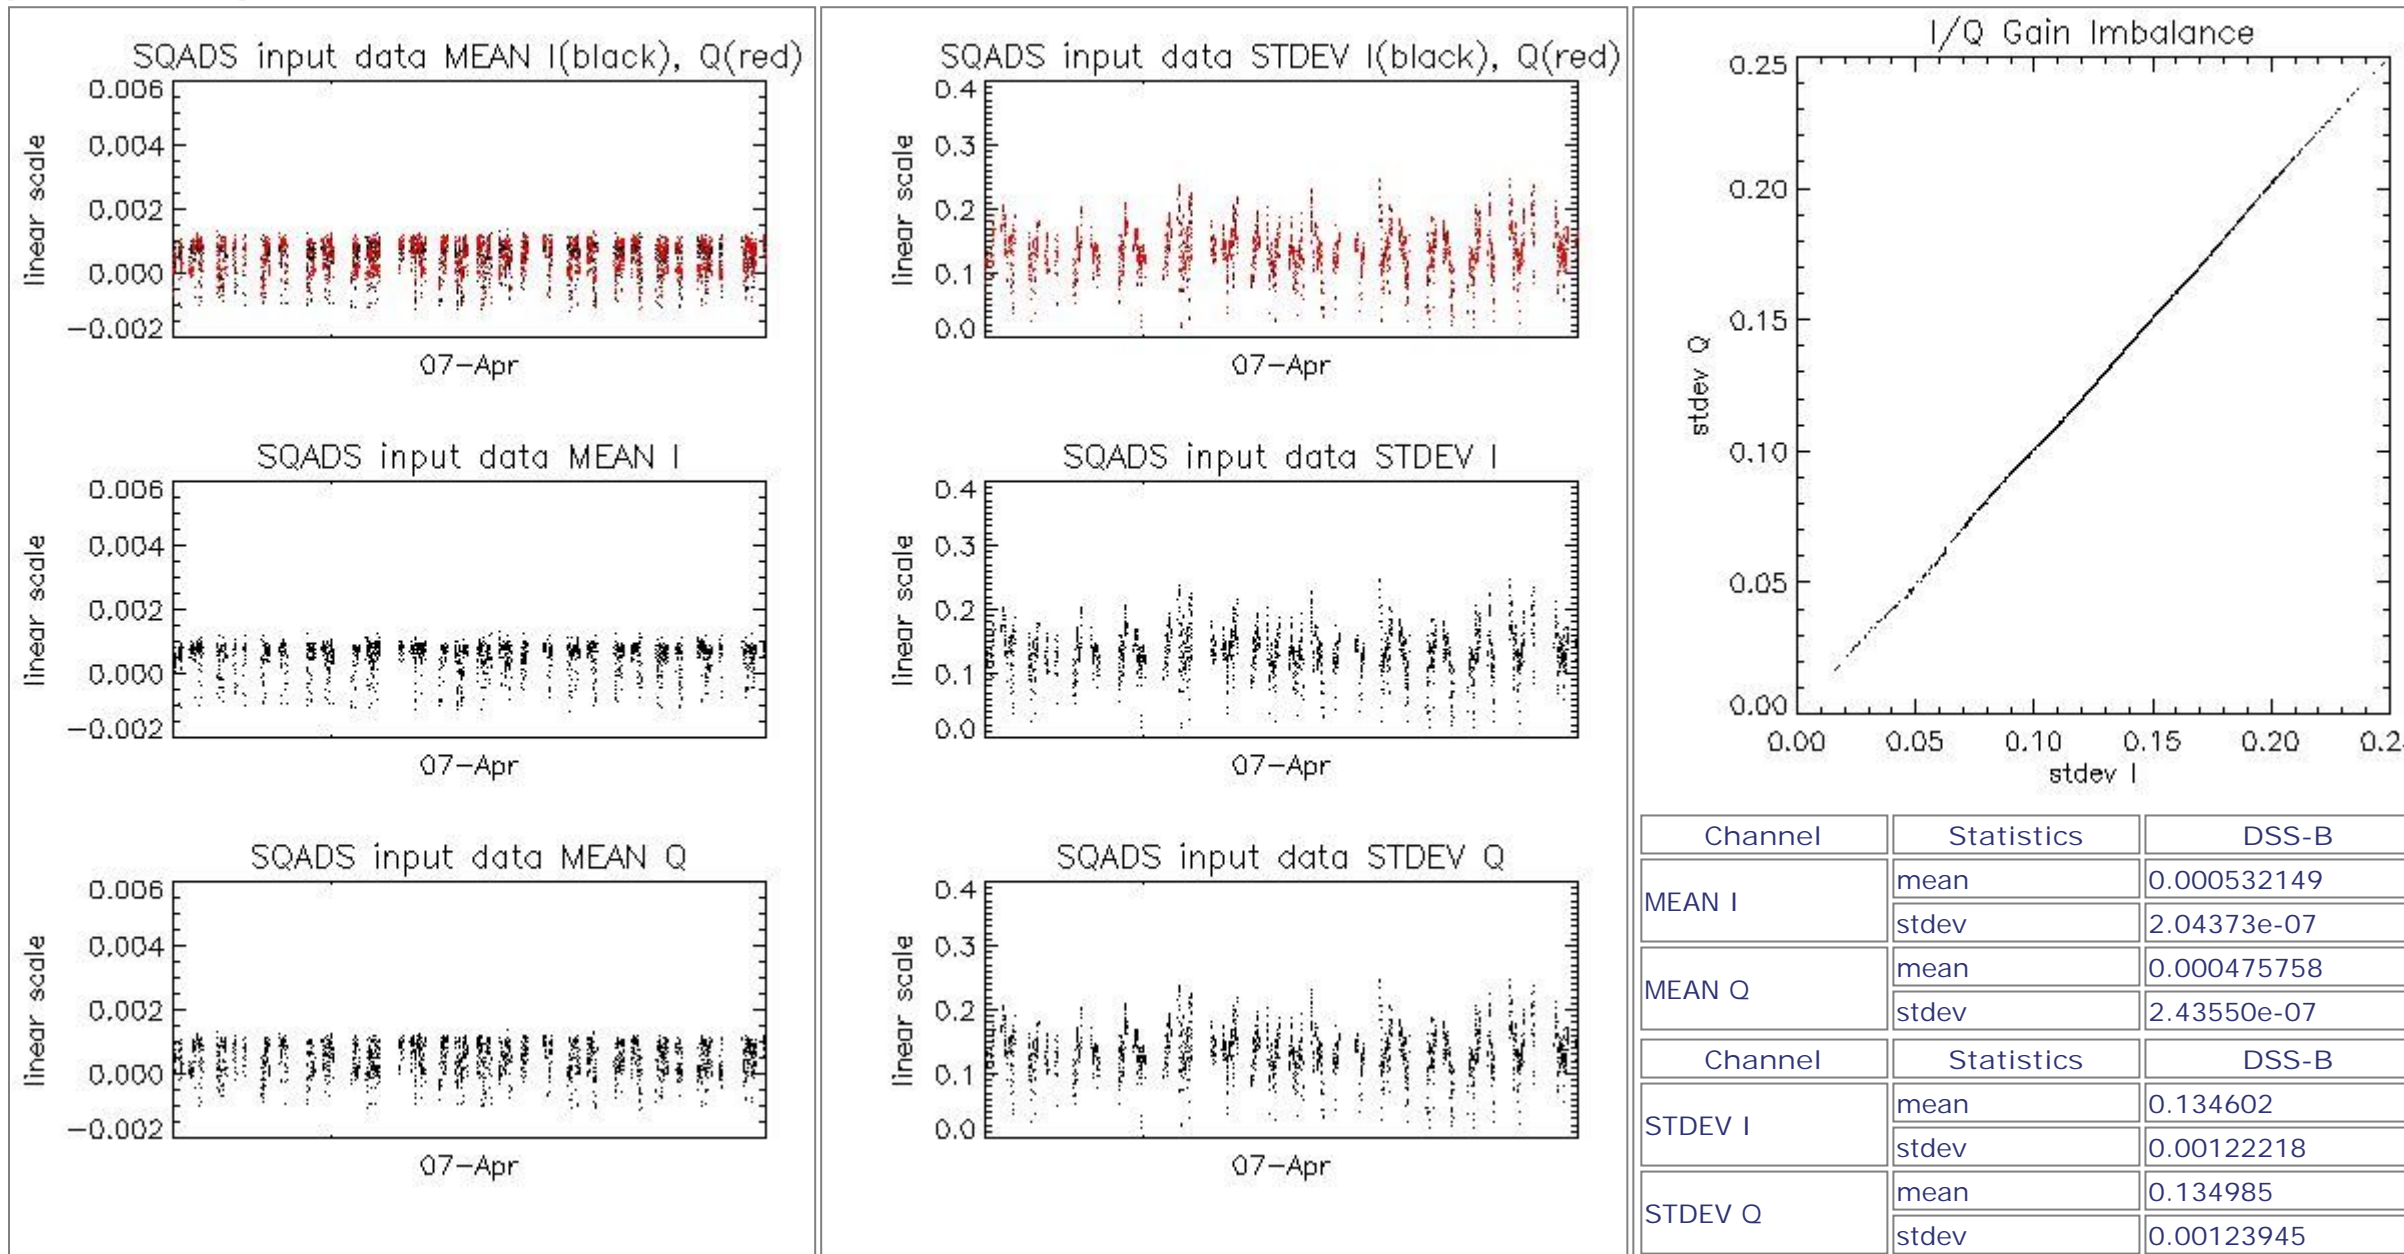 SQADS input data MEAN I(black), Q(red)
0.006
0.004
0.002
0.000
-0.002
linear scale
07-Apr
SQADS input data MEAN I
0.006
0.004
0.002
0.000
-0.002
linear scale
07-Apr
SQADS input data MEAN Q
0.006
0.004
0.002
0.000
-0.002
linear scale
07-Apr
SQADS input data STDEV I(black), Q(red)
0.4
0.3
0.2
0.1
0.0
linear scale
07-Apr
SQADS input data STDEV I
0.4
0.3
0.2
0.1
0.0
linear scale
07-Apr
SQADS input data STDEV Q
0.4
0.3
0.2
0.1
0.0
linear scale
07-Apr
I/Q Gain Imbalance
0.25
0.20
0.15
0.10
0.05
0.00
stdev Q
0.00 0.05 0.10 0.15 0.20
stdev I
Channel Statistics DSS-B
MEAN I mean 0.000532149
stdev 2.04373e-07
MEAN Q mean 0.000475758
stdev 2.43550e-07
Channel Statistics DSS-B
STDEV I mean 0.134602
stdev 0.00122218
STDEV Q mean 0.134985
stdev 0.00123945